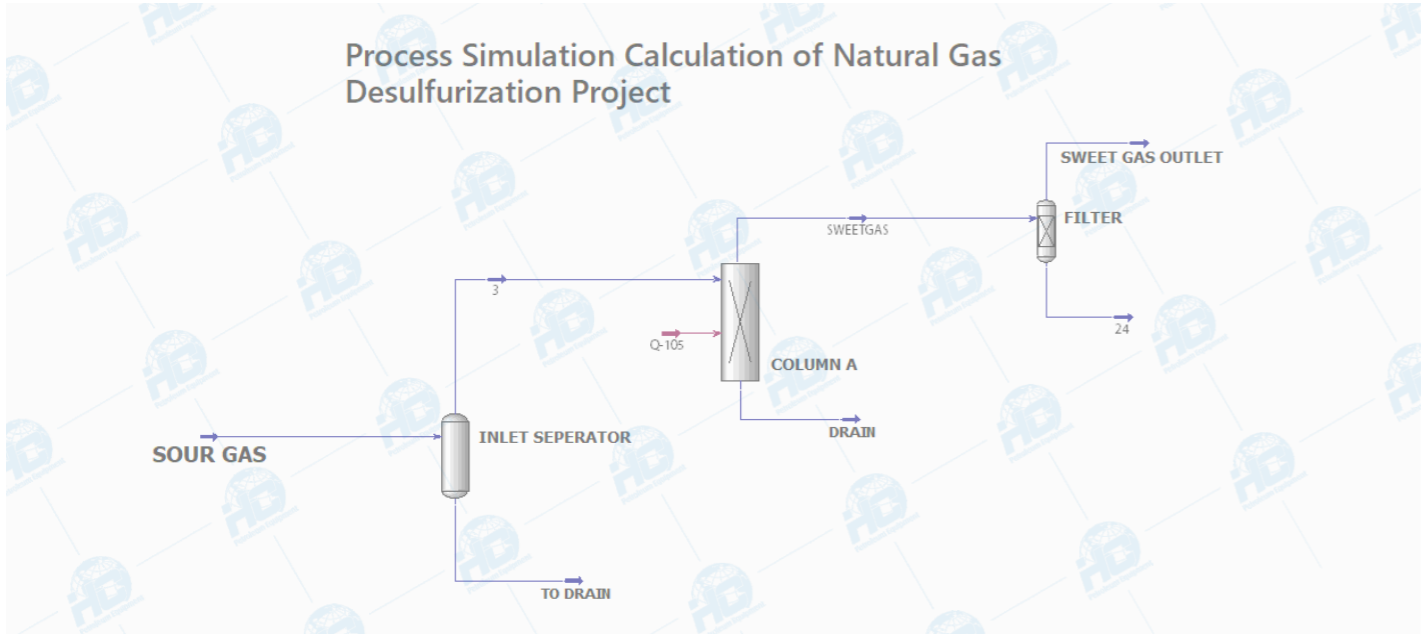 Process Simulation Calculation of Natural Gas
Desulfurization Project
SWEET GAS OUTLET
FILTER
SWEETGAS
3
24
Q-105
COLUMN A
DRAIN
INLET SEPERATOR
SOUR GAS
TO DRAIN